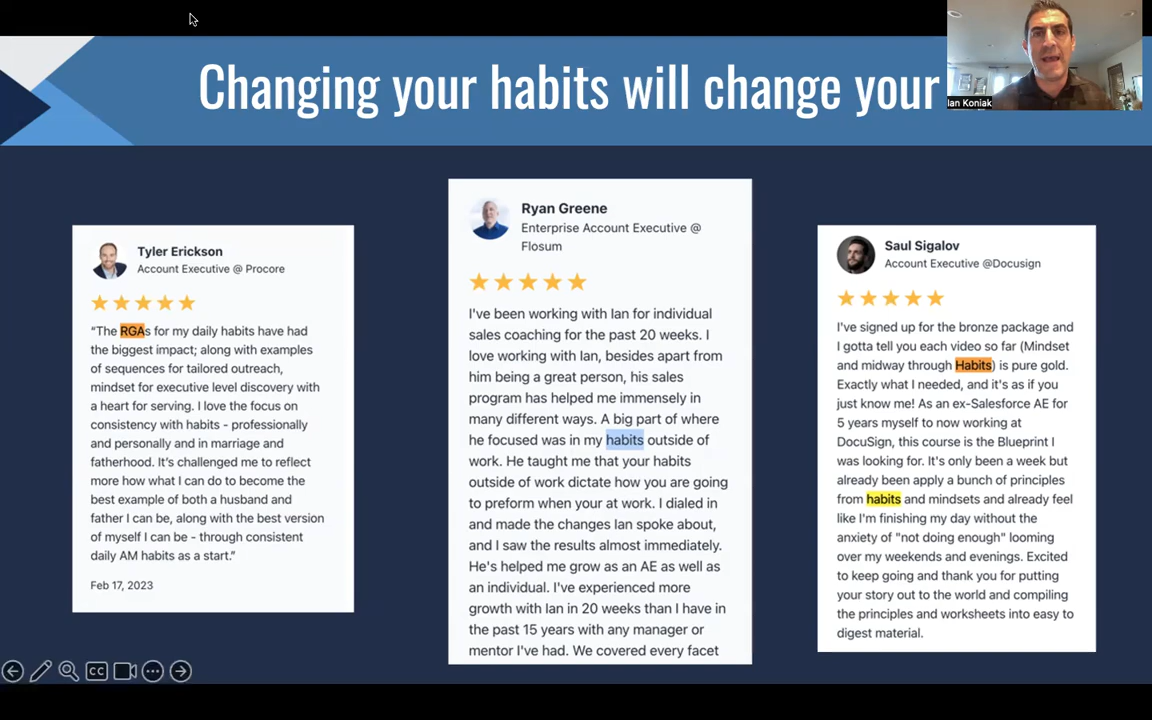 Changing your habits will change your
Ian Koniak
Tyler Erickson
Account Executive @ Procore
“The RGAs for my daily habits have had
the biggest impact; along with examples
of sequences for tailored outreach,
mindset for executive level discovery with
a heart for serving. I love the focus on
consistency with habits - professionally
and personally and in marriage and
fatherhood. It’s challenged me to reflect
more how what I can do to become the
best example of both a husband and
father I can be, along with the best version
of myself I can be - through consistent
daily AM habits as a start.”
Feb 17, 2023
Ryan Greene
Enterprise Account Executive @
Flosum
I've been working with Ian for individual
sales coaching for the past 20 weeks. I
love working with Ian, besides apart from
him being a great person, his sales
program has helped me immensely in
many different ways. A big part of where
he focused was in my habits outside of
work. He taught me that your habits
outside of work dictate how you are going
to preform when your at work. I dialed in
and made the changes Ian spoke about,
and I saw the results almost immediately.
He's helped me grow as an AE as well as
an individual. I've experienced more
growth with Ian in 20 weeks than I have in
the past 15 years with any manager or
mentor I've had. We covered every facet
Saul Sigalov
Account Executive @Docusign
I've signed up for the bronze package and
I gotta tell you each video so far (Mindset
and midway through Habits) is pure gold.
Exactly what I needed, and it's as if you
just know me! As an ex-Salesforce AE for
5 years myself to now working at
DocuSign, this course is the Blueprint I
was looking for. It's only been a week but
already been apply a bunch of principles
from habits and mindsets and already feel
like I'm finishing my day without the
anxiety of "not doing enough" looming
over my weekends and evenings. Excited
to keep going and thank you for putting
your story out to the world and compiling
the principles and worksheets into easy to
digest material.
CC